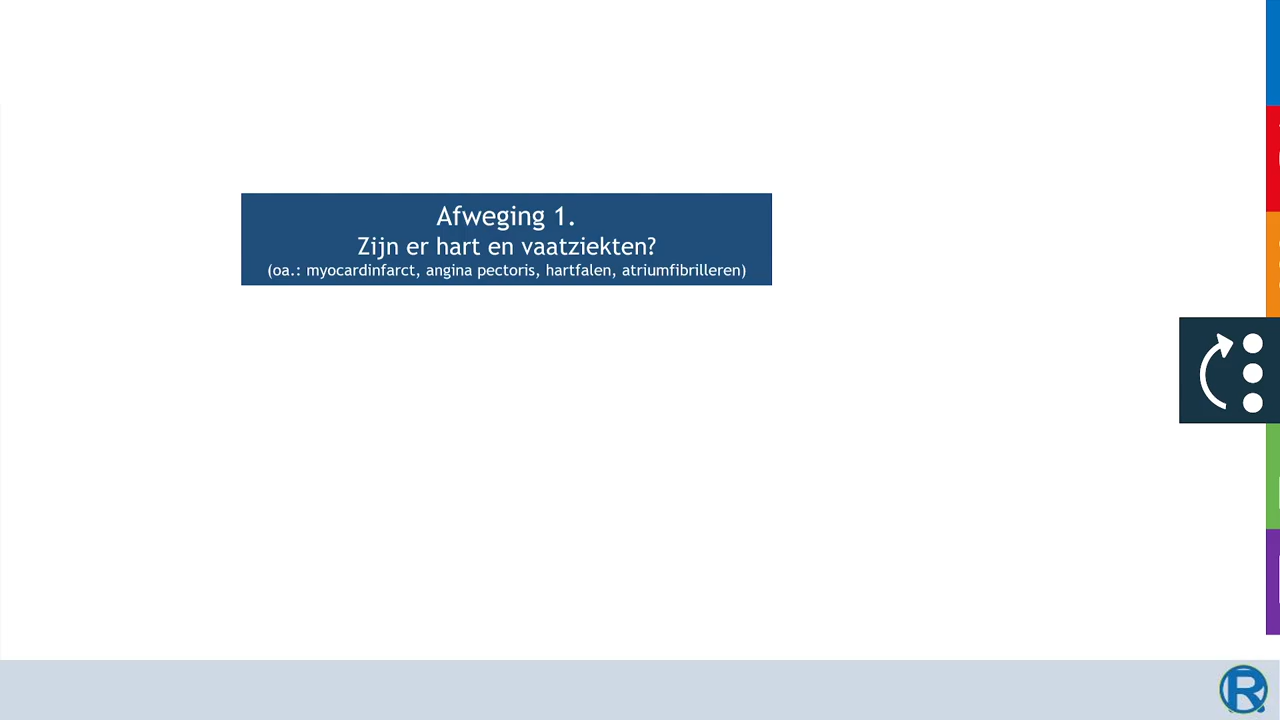 Afweging 1.
Zijn er hart en vaatziekten?
(oa.: myocardinfarct, angina pectoris, hartfalen, atriumfibrilleren)
R